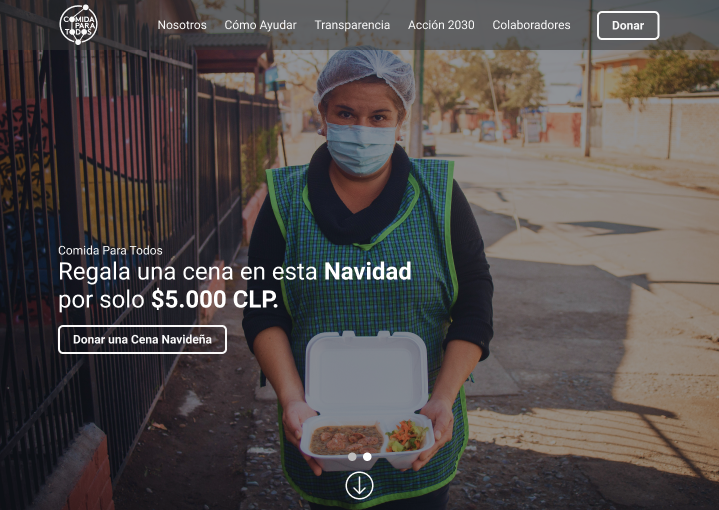 COMIDA
PARA
TODOS
Nosotros
Cómo Ayudar
Transparencia
Acción 2030
Colaboradores
Donar
Comida Para Todos
Regala una cena en esta Navidad
por solo $5.000 CLP.
Donar una Cena Navideña